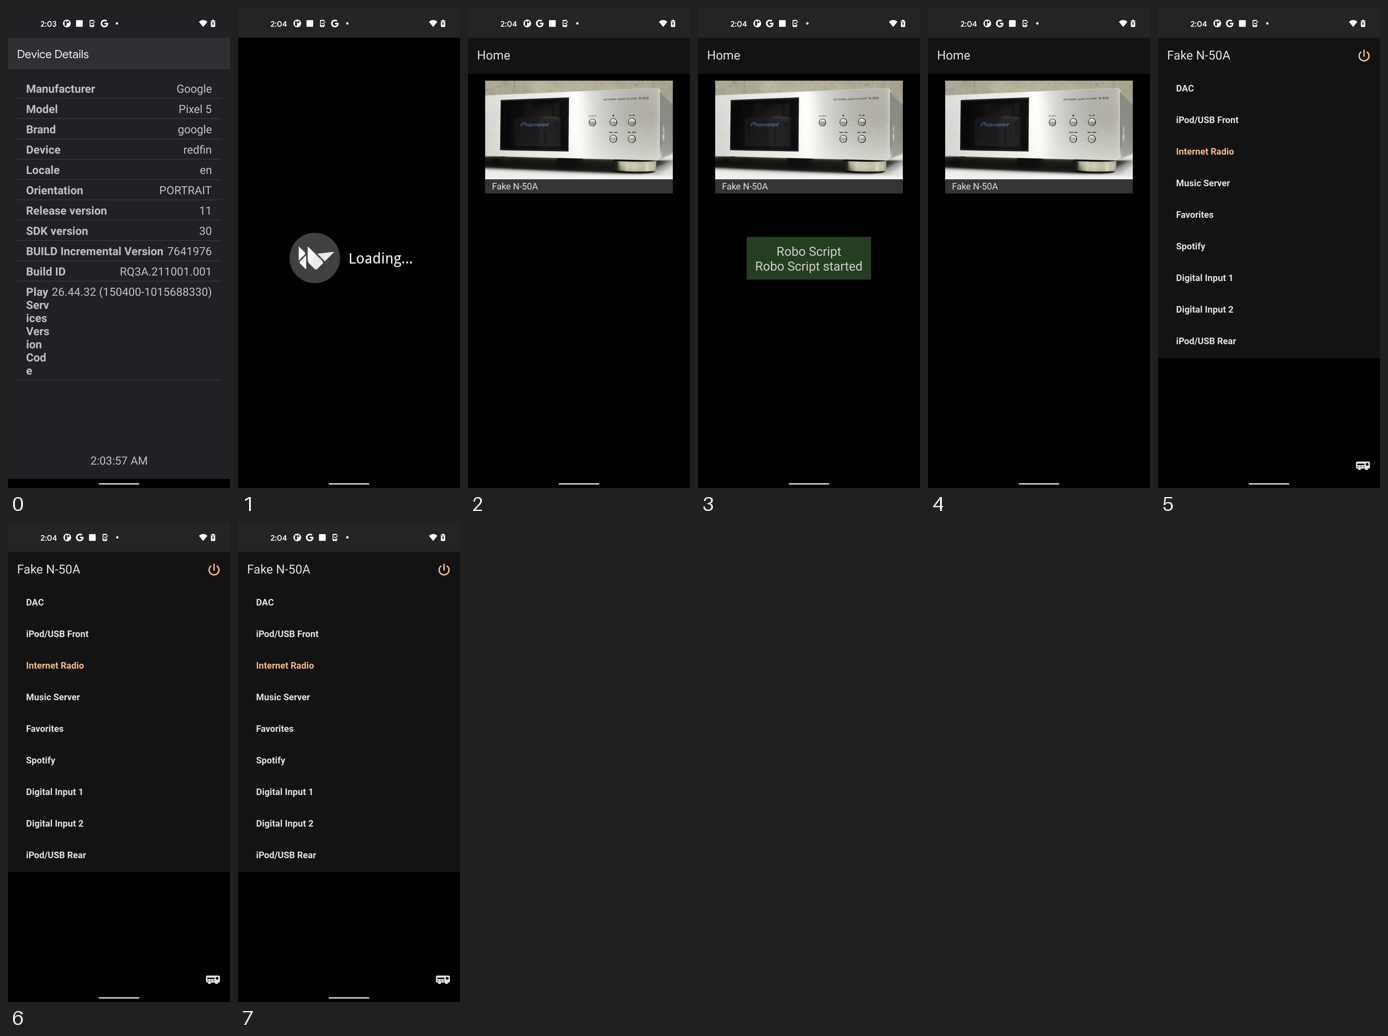 2:03
Device Details
Manufacturer Google
Model Pixel 5
Brand google
Device redfin
Locale en
Orientation PORTRAIT
Release version 11
SDK version 30
BUILD Incremental Version 7641976
Build ID RQ3A.211001.001
Play 26.44.32 (150400-1015688330)
Serv
ices
Vers
ion
Cod
e
2:03:57 AM
0
2:04
Loading...
1
2:04
Home
Pioneer
Fake N-50A
2
2:04
Home
Pioneer
Fake N-50A
Robo Script
Robo Script started
3
2:04
Home
Pioneer
Fake N-50A
4
2:04
Fake N-50A
DAC
iPod/USB Front
Internet Radio
Music Server
Favorites
Spotify
Digital Input 1
Digital Input 2
iPod/USB Rear
5
2:04
Fake N-50A
DAC
iPod/USB Front
Internet Radio
Music Server
Favorites
Spotify
Digital Input 1
Digital Input 2
iPod/USB Rear
6
2:04
Fake N-50A
DAC
iPod/USB Front
Internet Radio
Music Server
Favorites
Spotify
Digital Input 1
Digital Input 2
iPod/USB Rear
7